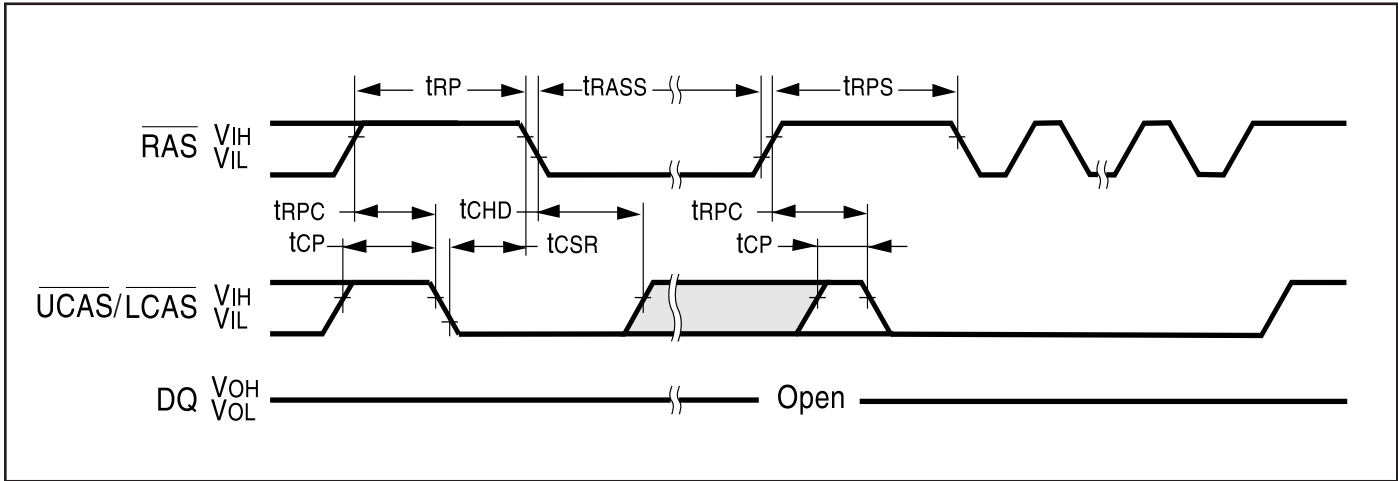 tRP tRASS tRPS
RAS VIH
VIL
tRPC tCHD tRPC
tCP tCSR tCP
UCAS/LCAS VIH
VIL
DQ VOH
VOL
Open